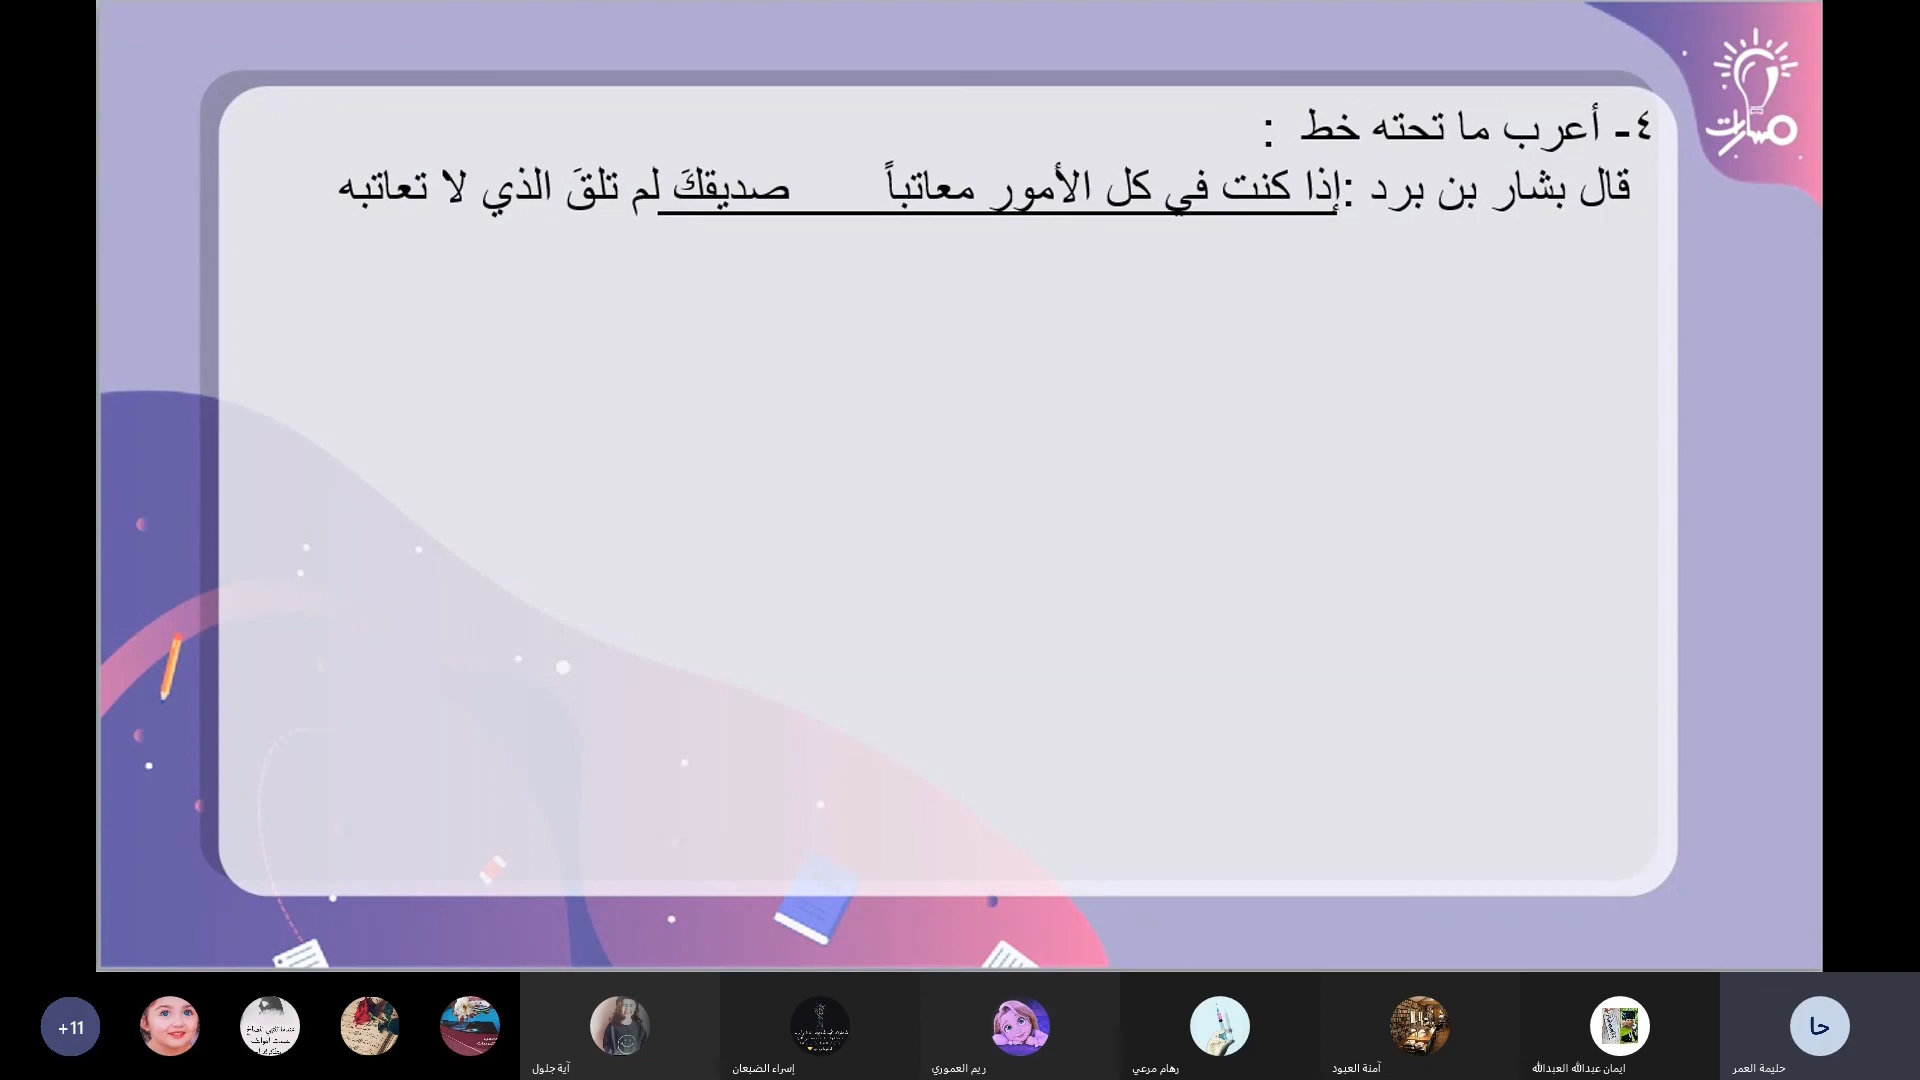 مسارات
٤- أعرب ما تحته خط :
قال بشار بن برد :إذا كنت في كل الأمور معاتباً صديقكَ لم تلقَ الذي لا تعاتبه
+11
آية جلول
إسراء الضبعان
ريم العموري
رهام مرعي
آمنة العبود
ايمان عبدالله العبدالله
حا
حليمة العمر